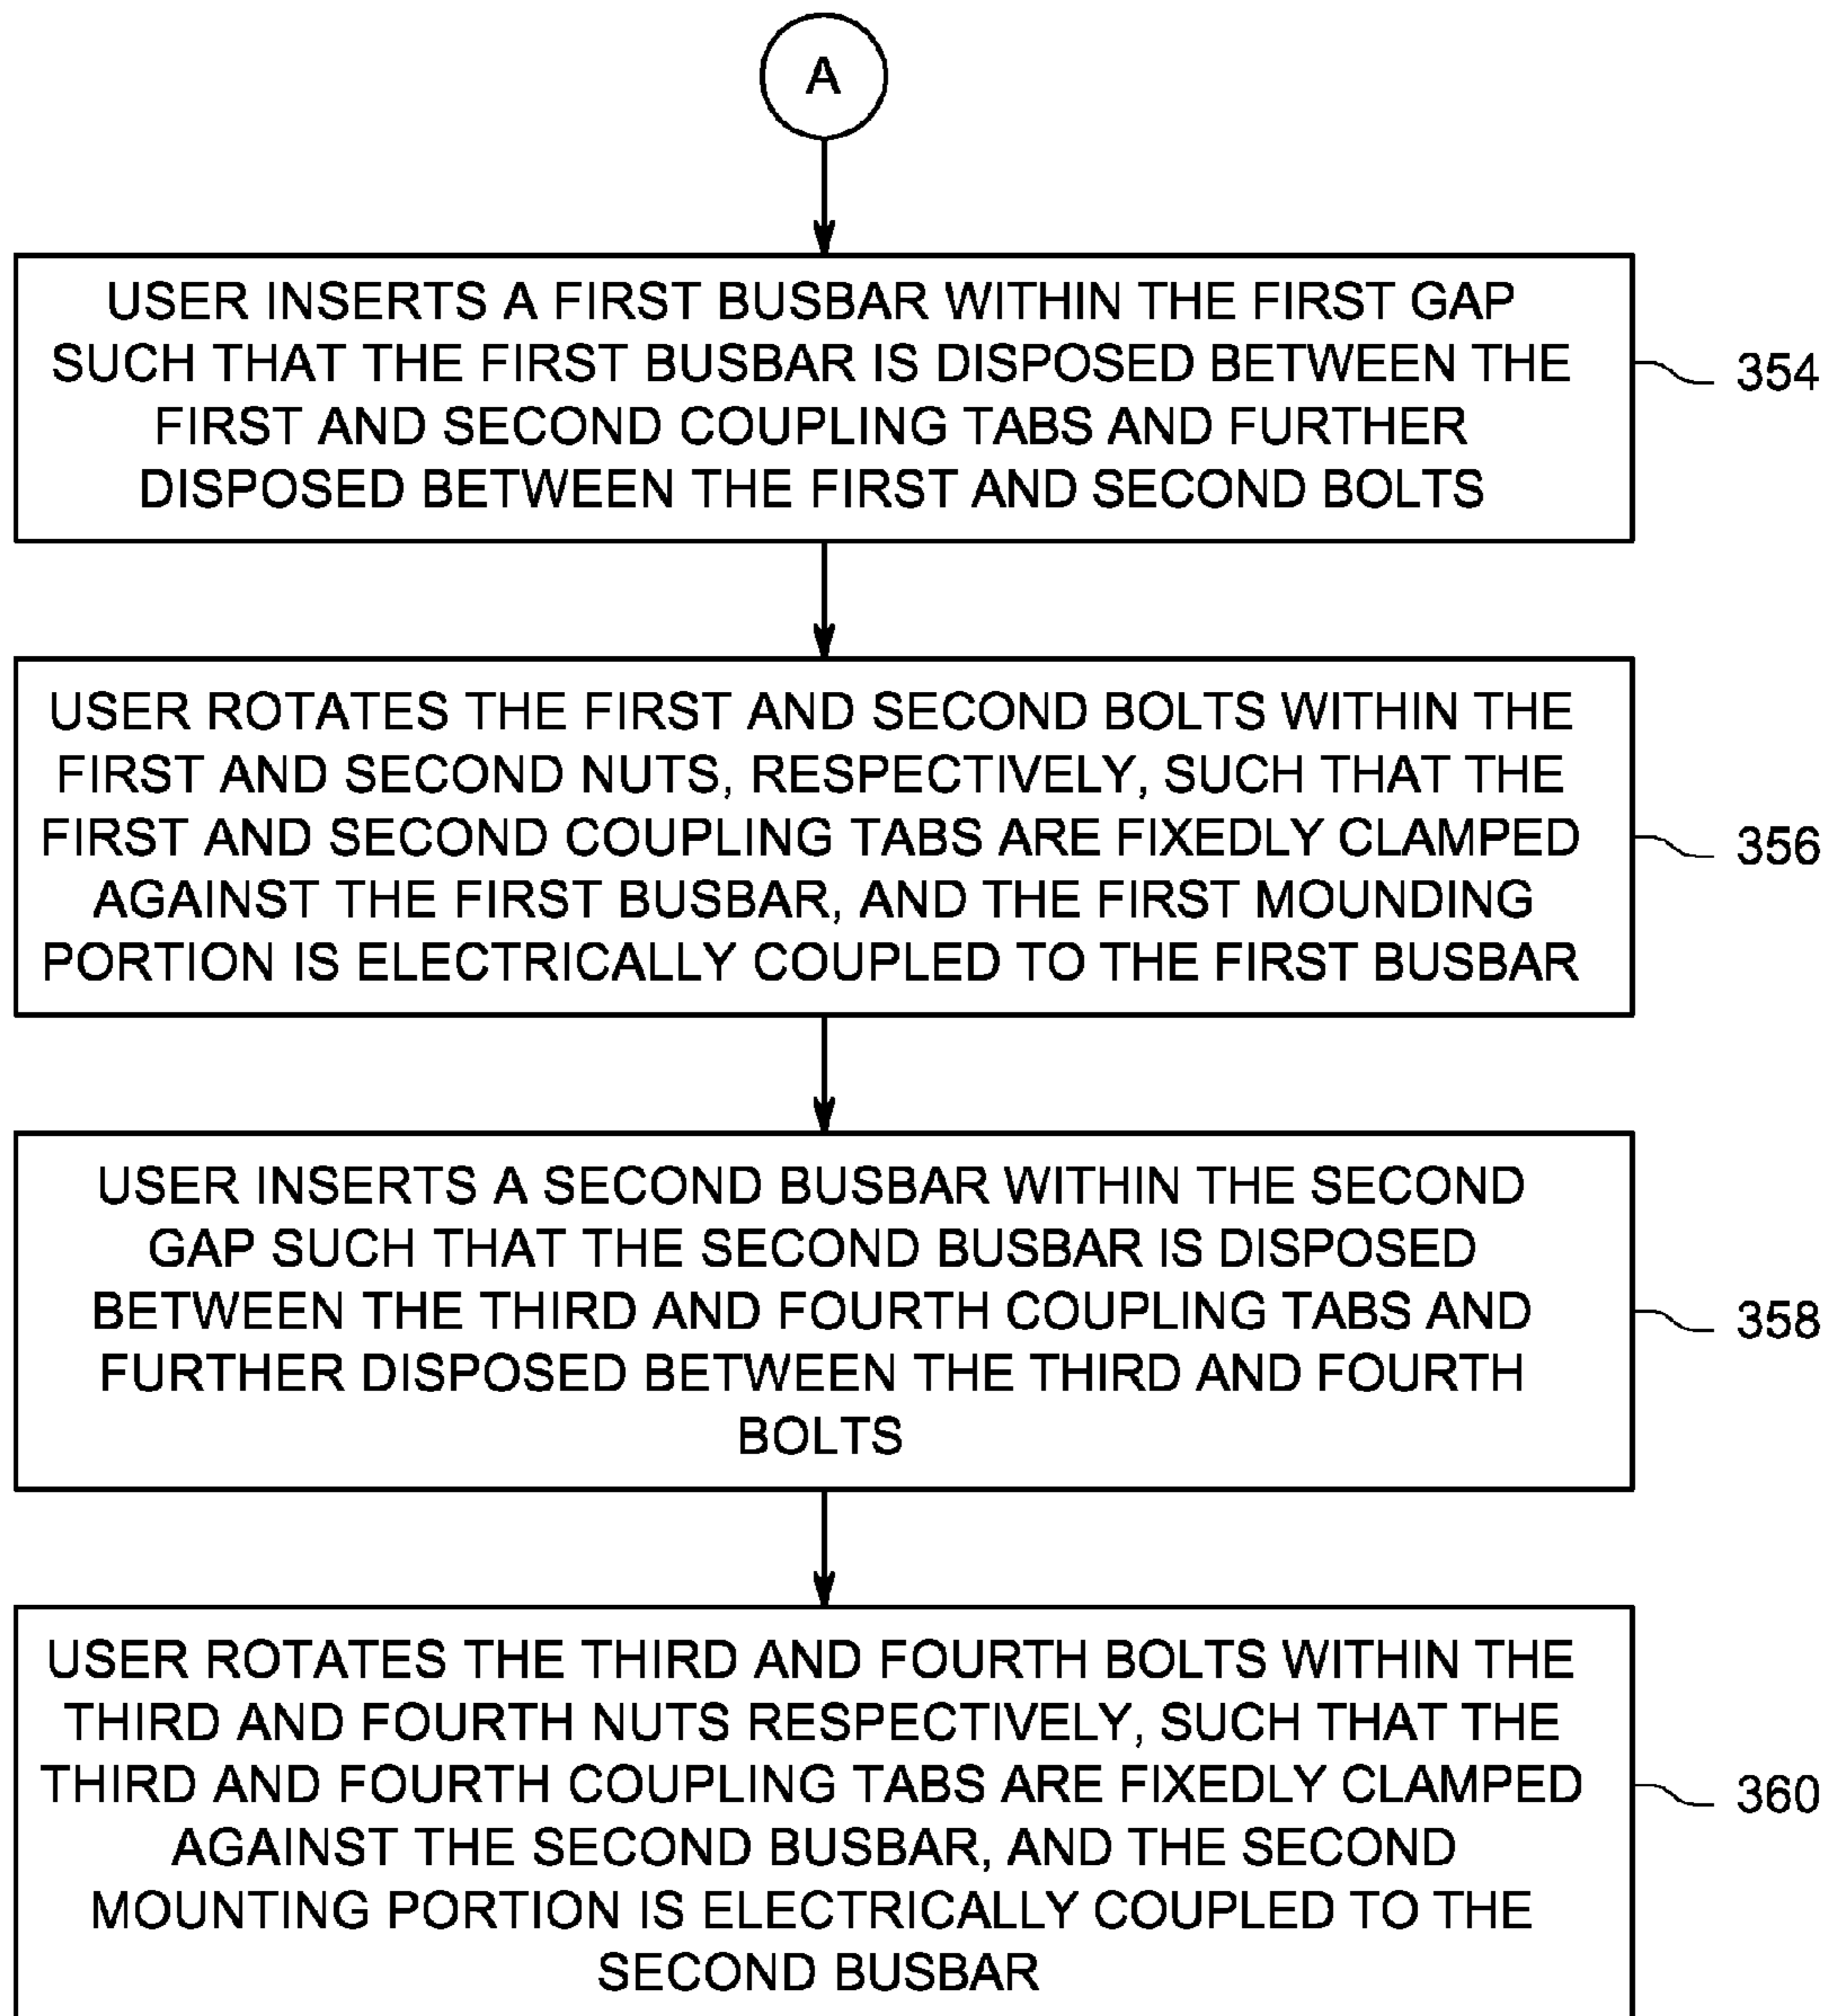 A
USER INSERTS A FIRST BUSBAR WITHIN THE FIRST GAP
SUCH THAT THE FIRST BUSBAR IS DISPOSED BETWEEN THE
FIRST AND SECOND COUPLING TABS AND FURTHER
DISPOSED BETWEEN THE FIRST AND SECOND BOLTS
354
USER ROTATES THE FIRST AND SECOND BOLTS WITHIN THE
FIRST AND SECOND NUTS, RESPECTIVELY, SUCH THAT THE
FIRST AND SECOND COUPLING TABS ARE FIXEDLY CLAMPED
AGAINST THE FIRST BUSBAR, AND THE FIRST MOUNDING
PORTION IS ELECTRICALLY COUPLED TO THE FIRST BUSBAR
356
USER INSERTS A SECOND BUSBAR WITHIN THE SECOND
GAP SUCH THAT THE SECOND BUSBAR IS DISPOSED
BETWEEN THE THIRD AND FOURTH COUPLING TABS AND
FURTHER DISPOSED BETWEEN THE THIRD AND FOURTH
BOLTS
358
USER ROTATES THE THIRD AND FOURTH BOLTS WITHIN THE
THIRD AND FOURTH NUTS RESPECTIVELY, SUCH THAT THE
THIRD AND FOURTH COUPLING TABS ARE FIXEDLY CLAMPED
AGAINST THE SECOND BUSBAR, AND THE SECOND
MOUNTING PORTION IS ELECTRICALLY COUPLED TO THE
SECOND BUSBAR
360